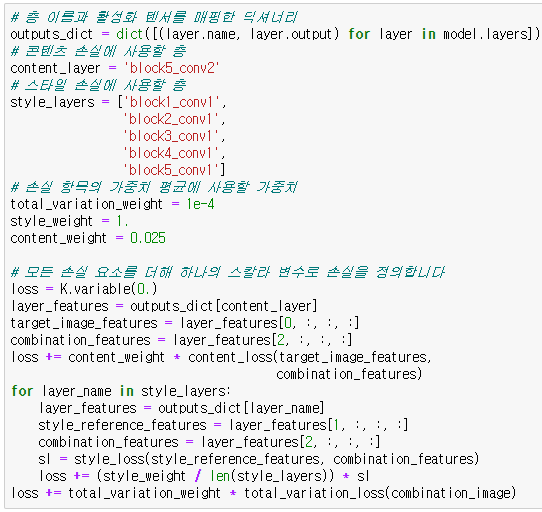 # 층 이름과 활성화 텐서를 매핑한 딕셔너리
outputs_dict = dict([(layer.name, layer.output) for layer in model.layers])
# 콘텐츠 손실에 사용할 층
content_layer = 'block5_conv2'
# 스타일 손실에 사용할 층
style_layers = ['block1_conv1',
                'block2_conv1',
                'block3_conv1',
                'block4_conv1',
                'block5_conv1']
# 손실 항목의 가중치 평균에 사용할 가중치
total_variation_weight = 1e-4
style_weight = 1.
content_weight = 0.025

# 모든 손실 요소를 더해 하나의 스칼라 변수로 손실을 정의합니다
loss = K.variable(0.)
layer_features = outputs_dict[content_layer]
target_image_features = layer_features[0, :, :, :]
combination_features = layer_features[2, :, :, :]
loss += content_weight * content_loss(target_image_features,
                                      combination_features)
for layer_name in style_layers:
    layer_features = outputs_dict[layer_name]
    style_reference_features = layer_features[1, :, :, :]
    combination_features = layer_features[2, :, :, :]
    sl = style_loss(style_reference_features, combination_features)
    loss += (style_weight / len(style_layers)) * sl
loss += total_variation_weight * total_variation_loss(combination_image)